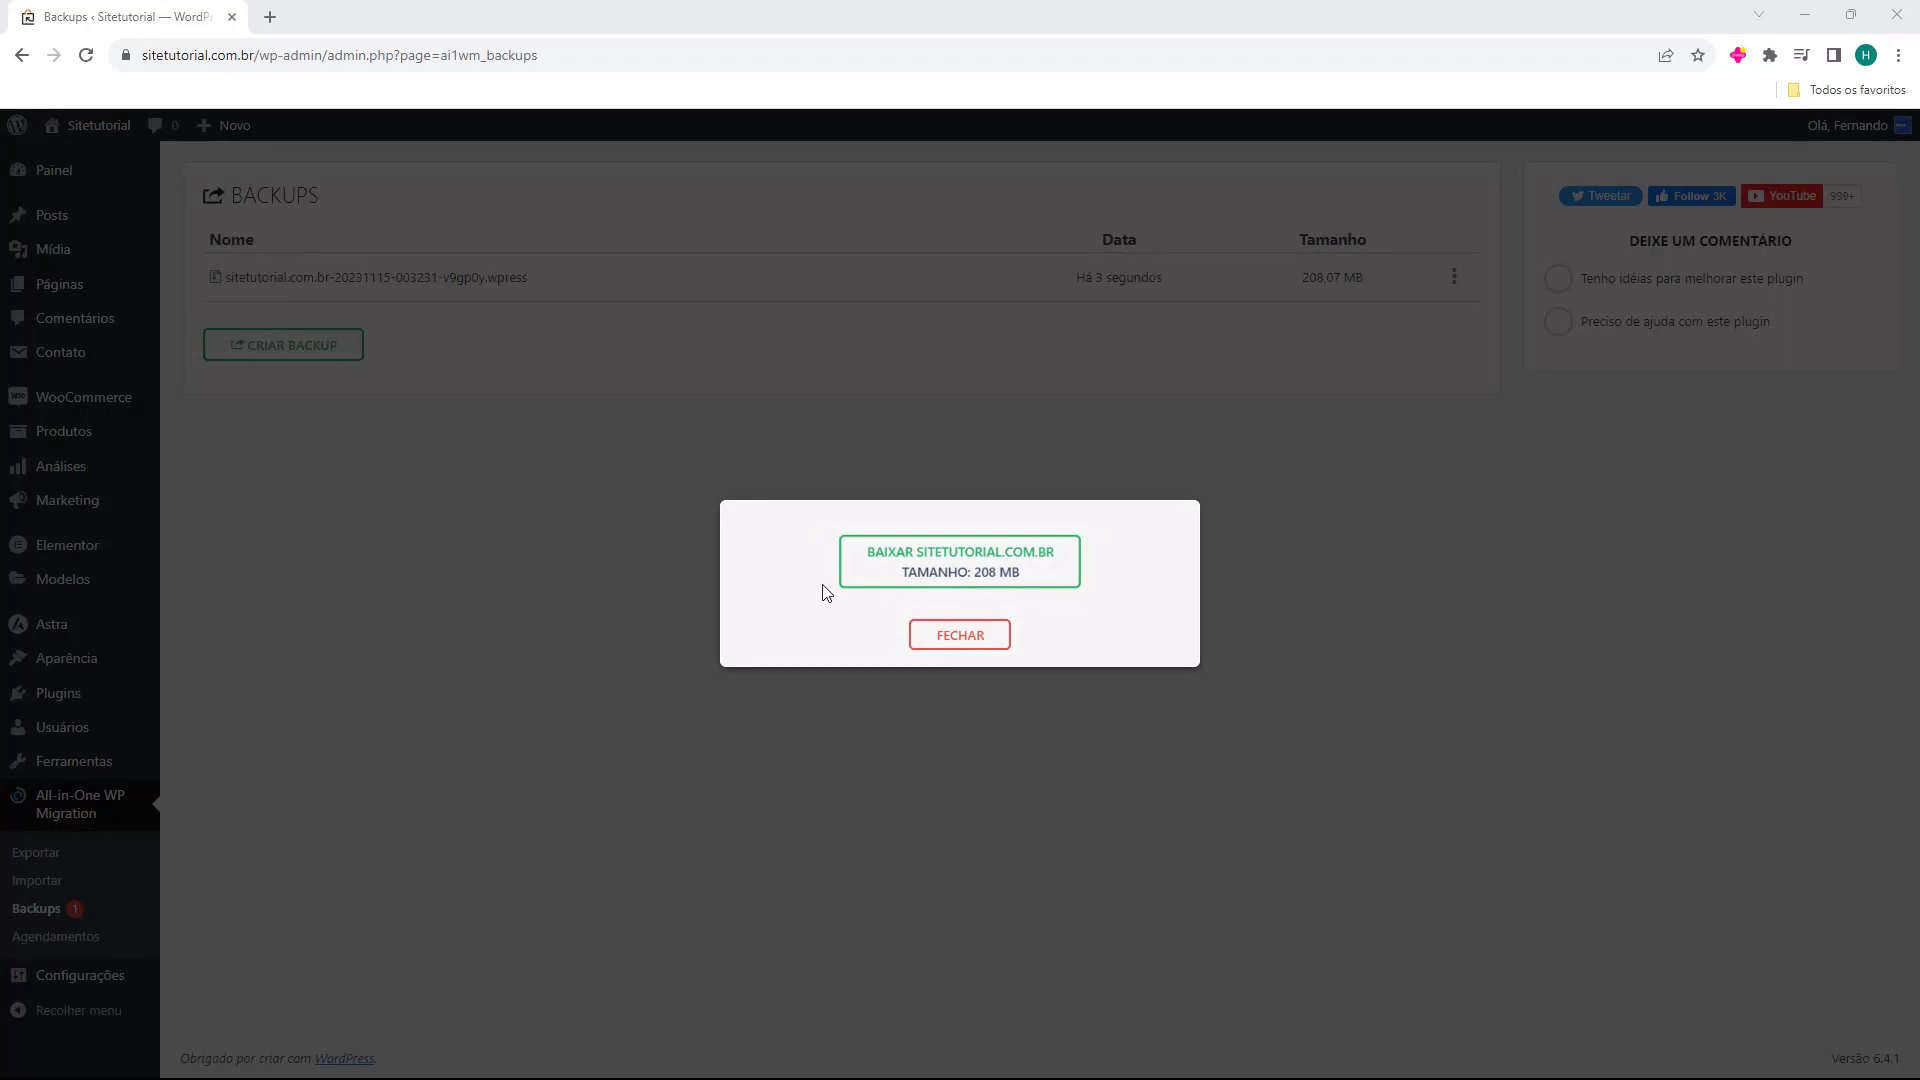 Backups ‹ Sitetutorial — WordPr
sitetutorial.com.br/wp-admin/admin.php?page=ai1wm_backups
H
Todos os favoritos
Sitetutorial
0
Novo
Olá, Fernando
Painel
Posts
Mídia
Páginas
Comentários
Contato
WooCommerce
Produtos
Análises
Marketing
Elementor
Modelos
Astra
Aparência
Plugins
Usuários
Ferramentas
All-in-One WP
Migration
Exportar
Importar
Backups 1
Agendamentos
Configurações
Recolher menu
BACKUPS
Nome Data Tamanho
sitetutorial.com.br-20231115-003231-v9gp0y.wpress Há 3 segundos 208,07 MB
CRIAR BACKUP
Tweetar Follow 3K YouTube 999+
DEIXE UM COMENTÁRIO
Tenho idéias para melhorar este plugin
Preciso de ajuda com este plugin
BAIXAR SITETUTORIAL.COM.BR
TAMANHO: 208 MB
FECHAR
Obrigado por criar com WordPress.
Versão 6.4.1